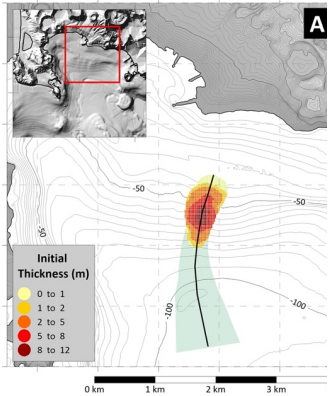 A
-50
-50
-50
-100
-100
Initial
Thickness (m)
0 to 1
1 to 2
2 to 5
5 to 8
8 to 12
0 km 1 km 2 km 3 km